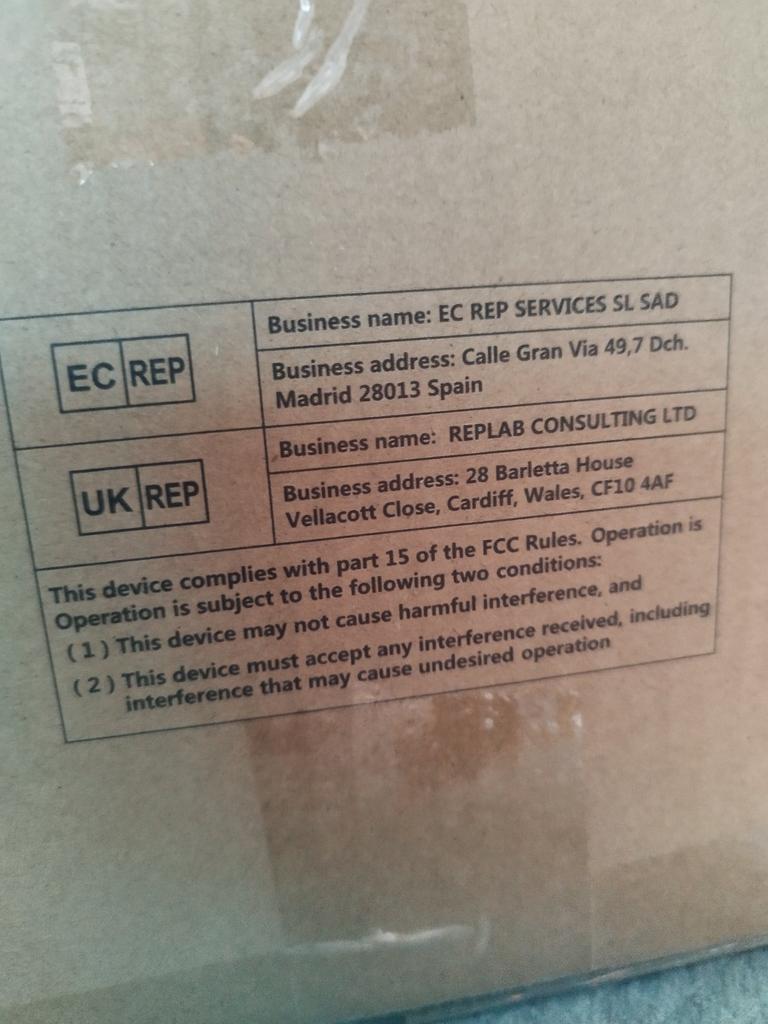 EC REP
Business name: EC REP SERVICES SL SAD
Business address: Calle Gran Via 49,7 Dch.
Madrid 28013 Spain
UK REP
Business name: REPLAB CONSULTING LTD
Business address: 28 Barletta House
Vellacott Close, Cardiff, Wales, CF10 4AF
This device complies with part 15 of the FCC Rules. Operation is
Operation is subject to the following two conditions:
(1) This device may not cause harmful interference, and
(2) This device must accept any interference received, including
interference that may cause undesired operation